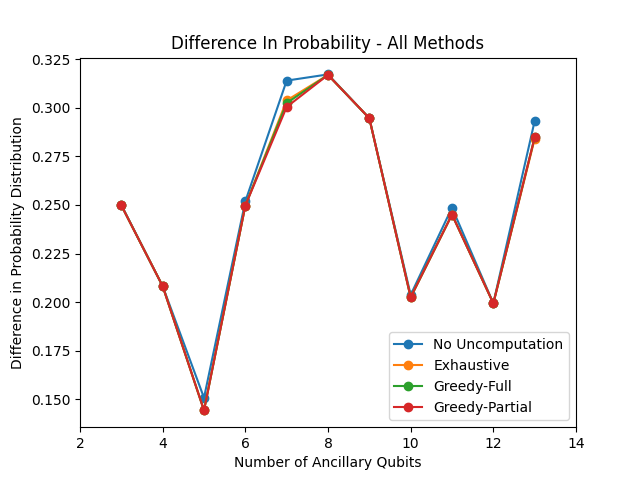 Difference In Probability - All Methods
Difference in Probability Distribution
0.325
0.300
0.275
0.250
0.225
0.200
0.175
0.150
No Uncomputation
Exhaustive
Greedy-Full
Greedy-Partial
2 4 6 8 10 12 14
Number of Ancillary Qubits